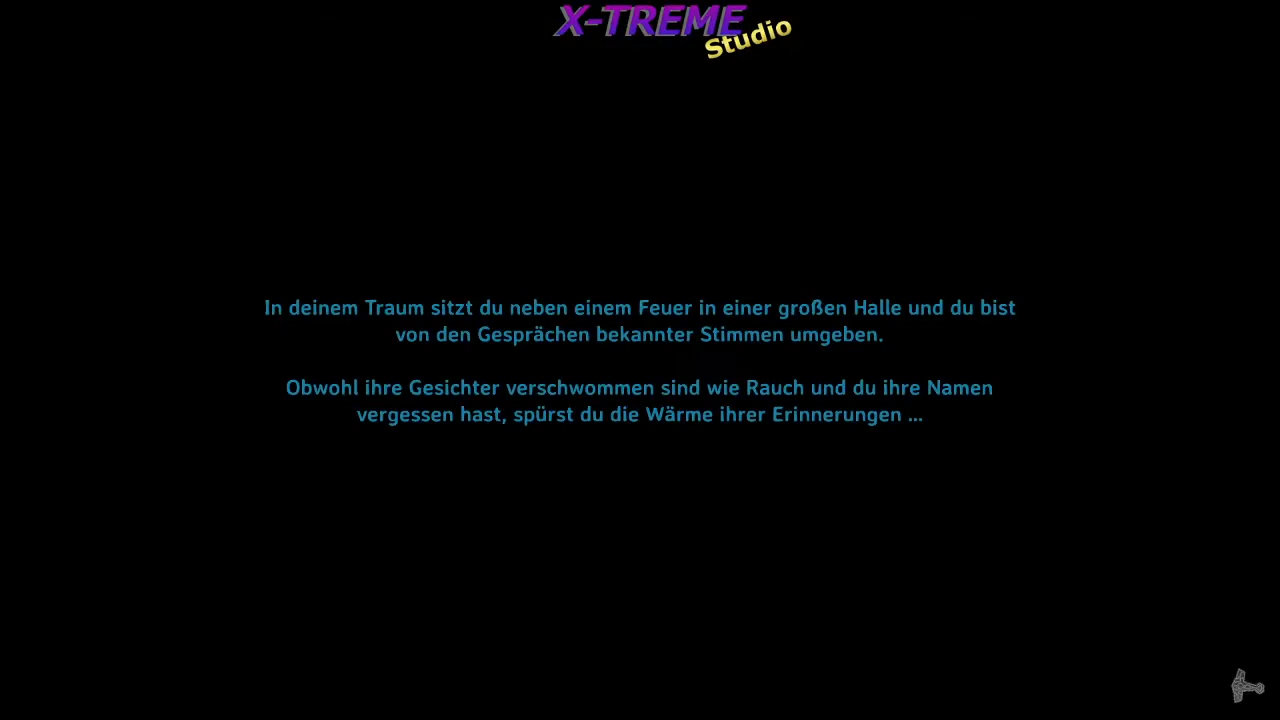 X-TREME
Studio
In deinem Traum sitzt du neben einem Feuer in einer großen Halle und du bist
von den Gesprächen bekannter Stimmen umgeben.
Obwohl ihre Gesichter verschwommen sind wie Rauch und du ihre Namen
vergessen hast, spürst du die Wärme ihrer Erinnerungen ...